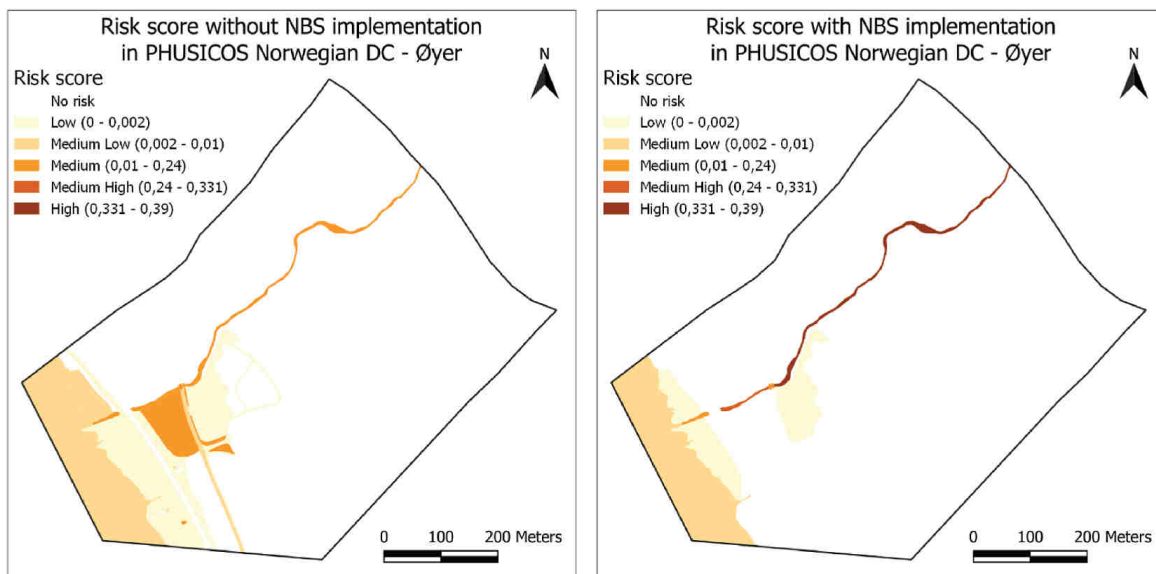 Risk score without NBS implementation
in PHUSICOS Norwegian DC - Øyer
N
Risk score
No risk
Low (0 - 0,002)
Medium Low (0,002 - 0,01)
Medium (0,01 - 0,24)
Medium High (0,24 - 0,331)
High (0,331 - 0,39)
0 100 200 Meters
Risk score with NBS implementation
in PHUSICOS Norwegian DC - Øyer
N
Risk score
No risk
Low (0 - 0,002)
Medium Low (0,002 - 0,01)
Medium (0,01 - 0,24)
Medium High (0,24 - 0,331)
High (0,331 - 0,39)
0 100 200 Meters